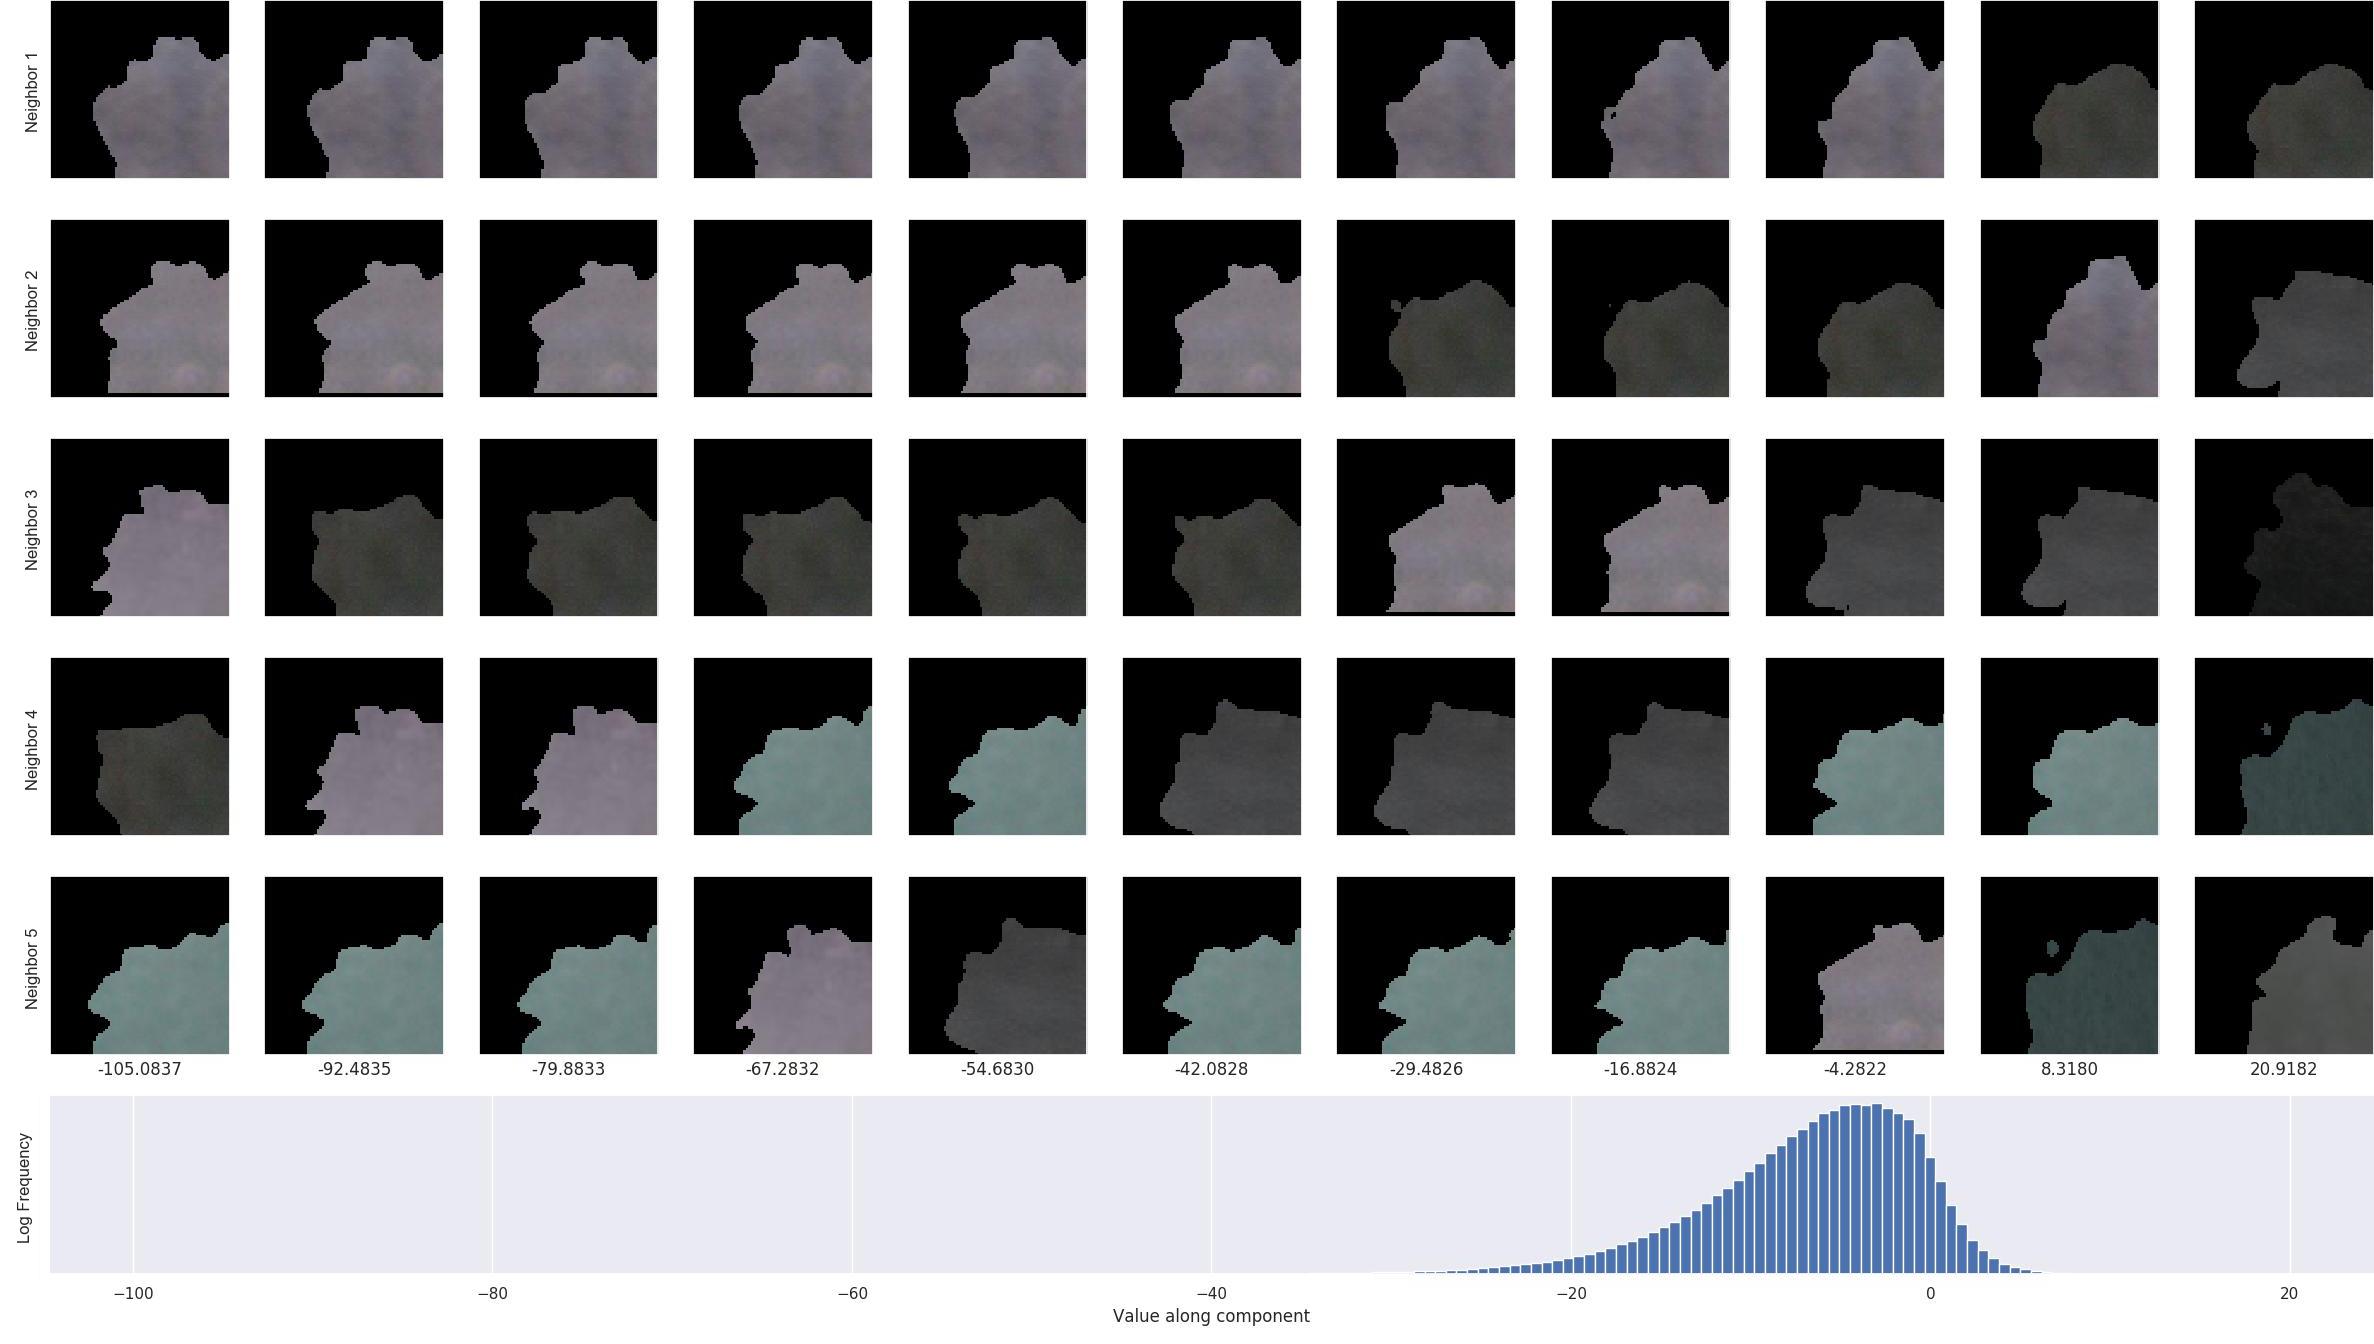 Neighbor 1
Neighbor 2
Neighbor 3
Neighbor 4
Neighbor 5
-105.0837 -92.4835 -79.8833 -67.2832 -54.6830 -42.0828 -29.4826 -16.8824 -4.2822 8.3180 20.9182
Log Frequency
−100 −80 −60 −40 −20 0 20
Value along component